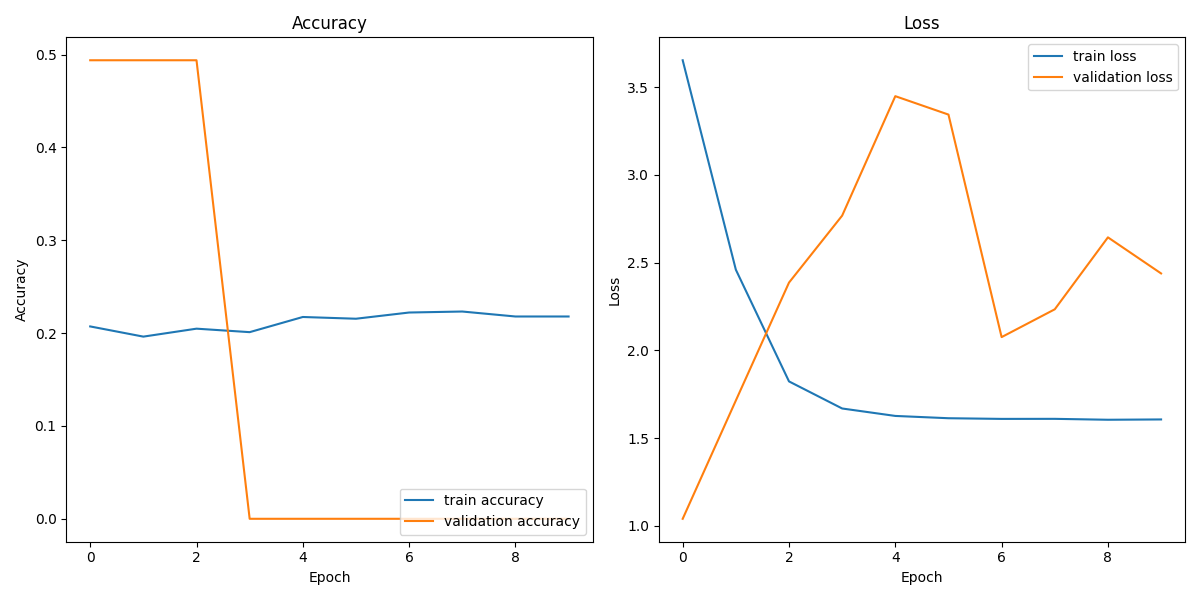 Accuracy
0.5
0.4
0.3
0.2
0.1
0.0
Accuracy
train accuracy
validation accuracy
0 2 4 6 8
Epoch
Loss
train loss
validation loss
3.5
3.0
2.5
2.0
1.5
1.0
Loss
0 2 4 6 8
Epoch